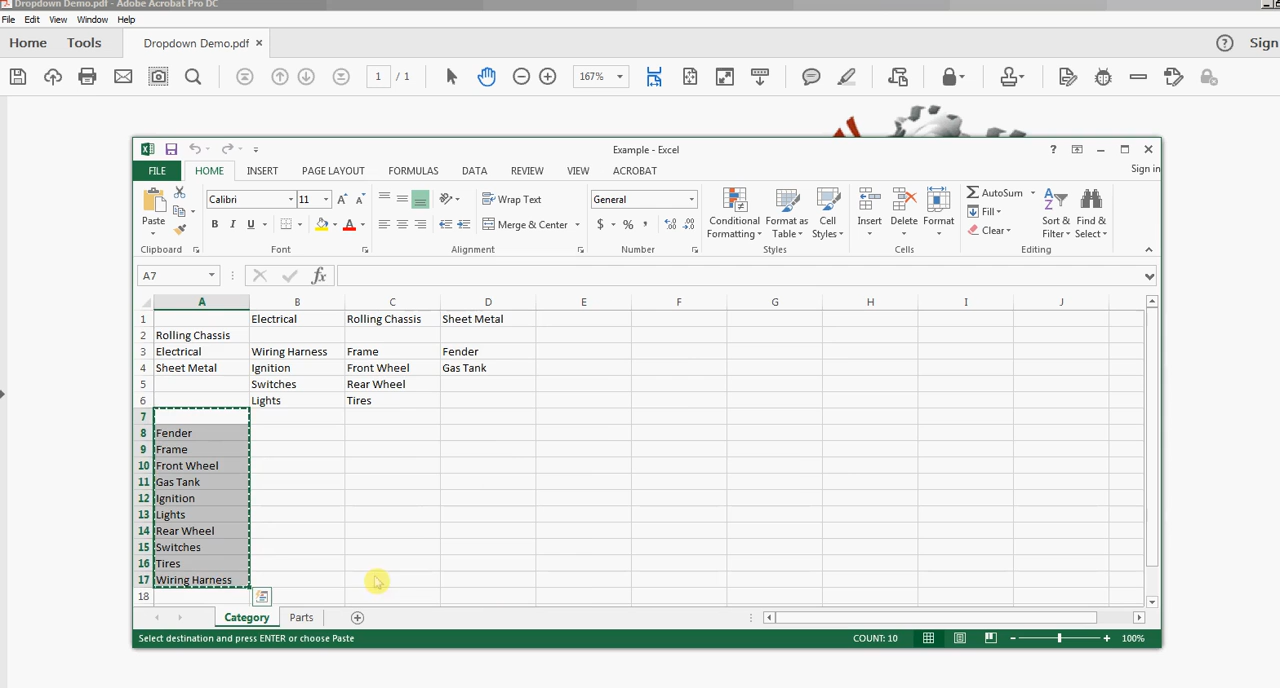 Dropdown Demo.pdf - Adobe Acrobat Pro DC
File Edit View Window Help
Home Tools Dropdown Demo.pdf × ? Sign
1 / 1 167%
Example - Excel
?
FILE HOME INSERT PAGE LAYOUT FORMULAS DATA REVIEW VIEW ACROBAT Sign in
Paste
Clipboard
Calibri 11 A A
B I U A
Font
Wrap Text
Merge & Center
Alignment
General
$ % , .00 .00
Number
Conditional Formatting
Format as Table
Cell Styles
Styles
Insert Delete Format
Cells
AutoSum
Fill
Clear
Sort & Filter
Find & Select
Editing
A7 fx
A B C D E F G H I J
1 Electrical Rolling Chassis Sheet Metal
2 Rolling Chassis
3 Electrical Wiring Harness Frame Fender
4 Sheet Metal Ignition Front Wheel Gas Tank
5 Switches Rear Wheel
6 Lights Tires
7
8 Fender
9 Frame
10 Front Wheel
11 Gas Tank
12 Ignition
13 Lights
14 Rear Wheel
15 Switches
16 Tires
17 Wiring Harness
18
Category Parts
Select destination and press ENTER or choose Paste COUNT: 10 100%